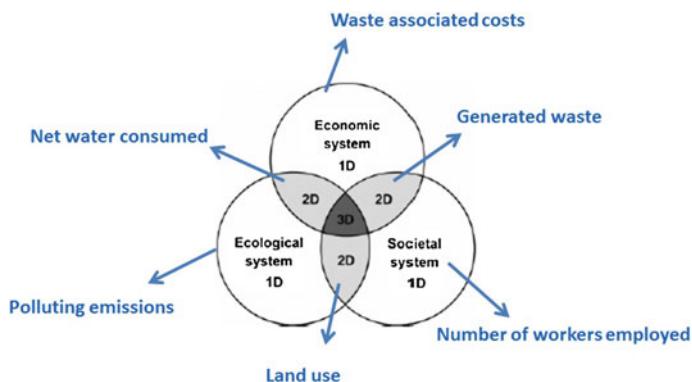 Waste associated costs
Generated waste
Net water consumed
Economic
system
1D
2D
2D
3D
Ecological
system
1D
Societal
system
1D
2D
Polluting emissions
Number of workers employed
Land use